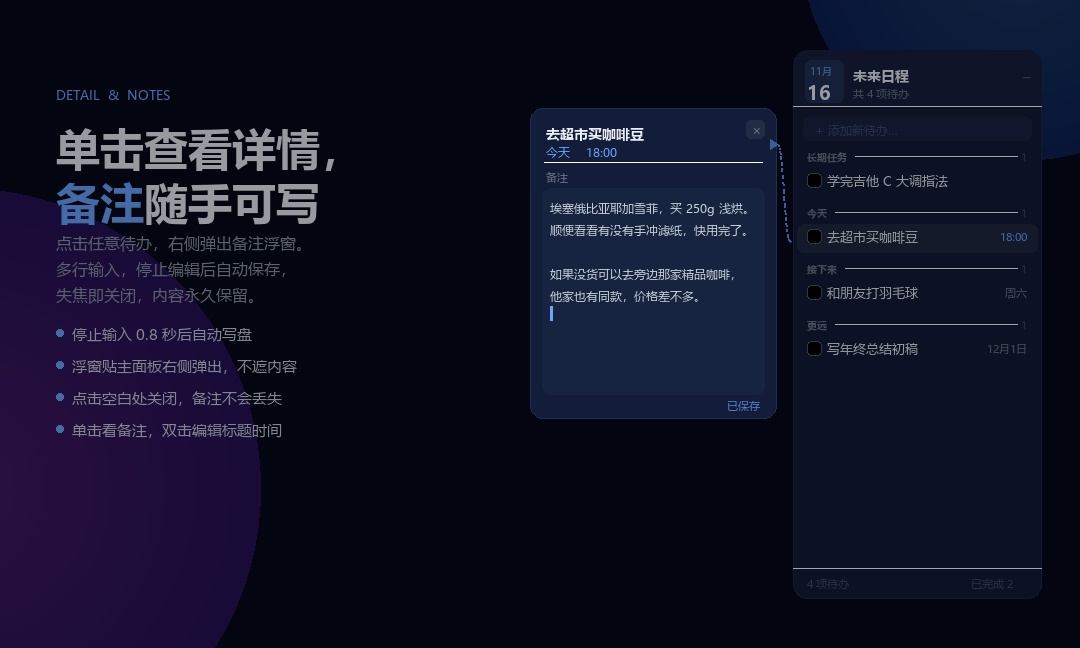 DETAIL & NOTES
单击查看详情，
备注随手可写
点击任意待办，右侧弹出备注浮窗。
多行输入，停止编辑后自动保存，
失焦即关闭，内容永久保留。
停止输入 0.8 秒后自动写盘
浮窗贴主面板右侧弹出，不遮内容
点击空白处关闭，备注不会丢失
单击看备注，双击编辑标题时间
去超市买咖啡豆
×
今天 18:00
备注
埃塞俄比亚耶加雪菲，买 250g 浅烘。
顺便看看有没有手冲滤纸，快用完了。
如果没货可以去旁边那家精品咖啡，
他家也有同款，价格差不多。
已保存
11月
16
未来日程
共 4 项待办
+ 添加新待办...
长期任务 1
学完吉他 C 大调指法
今天 1
去超市买咖啡豆 18:00
接下来 1
和朋友打羽毛球 周六
更远 1
写年终总结初稿 12月1日
4 项待办 已完成 2